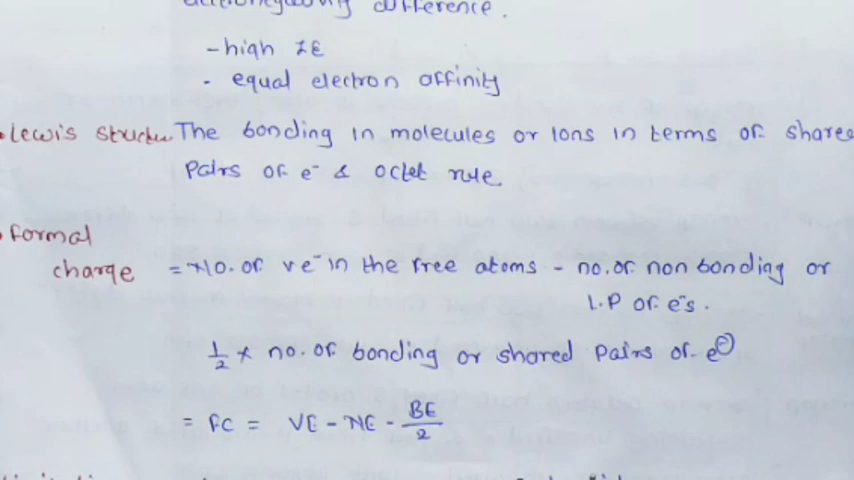 difference.
- high IE
- equal electron affinity
• Lewis structure The bonding in molecules or Ions in terms of shares
Pairs of e⁻ & octet rule
• Formal
charge = No. of ve⁻ in the free atoms - no. of non bonding or
l.P of e⁻s.
1/2 × no. of bonding or shared Pairs of e⊖
= FC = VE - NE - BE/2